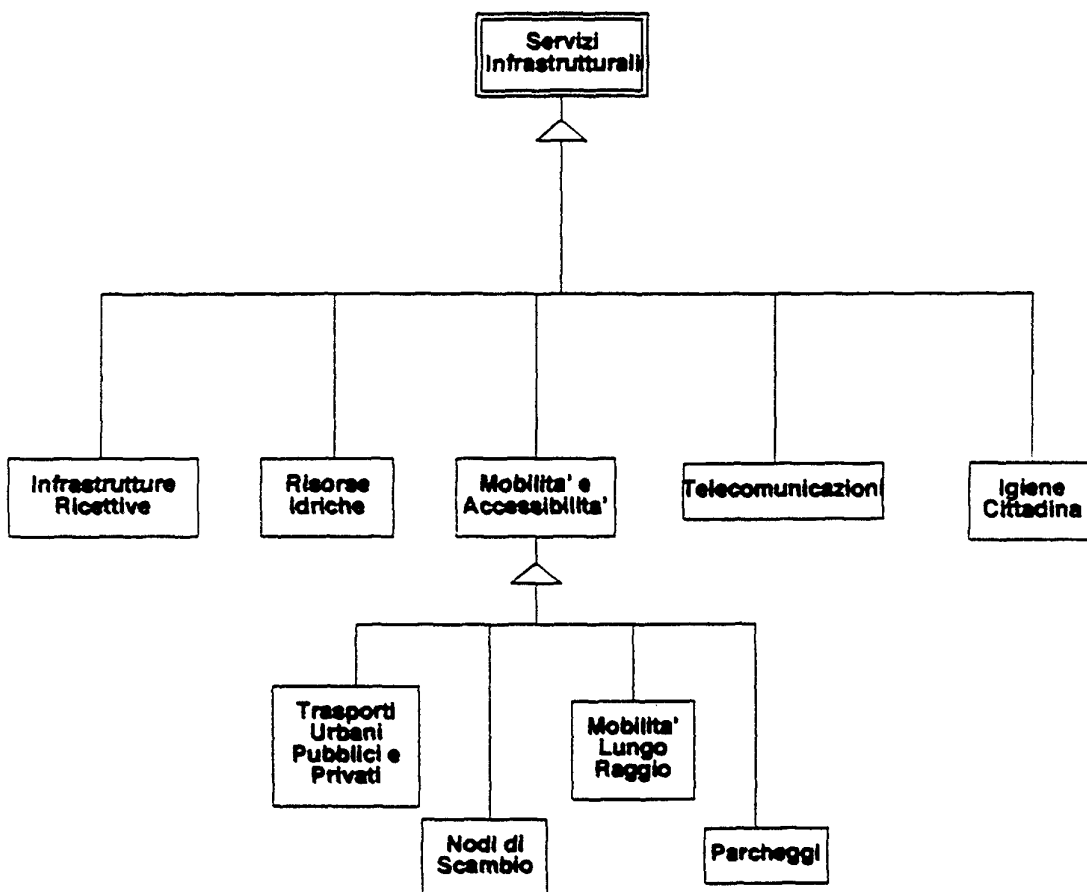 Servizi
Infrastrutturali
Infrastrutture
Ricettive
Risorse
Idriche
Mobilita' e
Accessibilita'
Telecomunicazioni
Igiene
Cittadina
Trasporti
Urbani
Pubblici e
Privati
Nodi di
Scambio
Mobilita'
Lungo
Raggio
Parcheggi